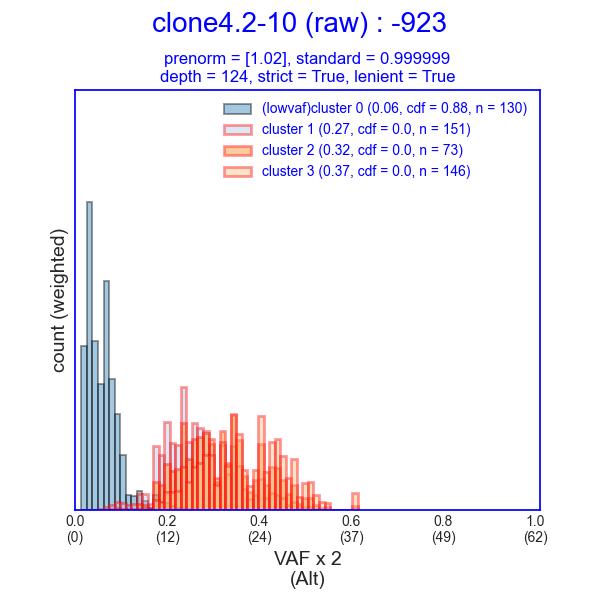 clone4.2-10 (raw) : -923
prenorm = [1.02], standard = 0.999999
depth = 124, strict = True, lenient = True
(lowvaf)cluster 0 (0.06, cdf = 0.88, n = 130)
cluster 1 (0.27, cdf = 0.0, n = 151)
cluster 2 (0.32, cdf = 0.0, n = 73)
cluster 3 (0.37, cdf = 0.0, n = 146)
count (weighted)
0.0 0.2 0.4 0.6 0.8 1.0
(0) (12) (24) (37) (49) (62)
VAF x 2
(Alt)